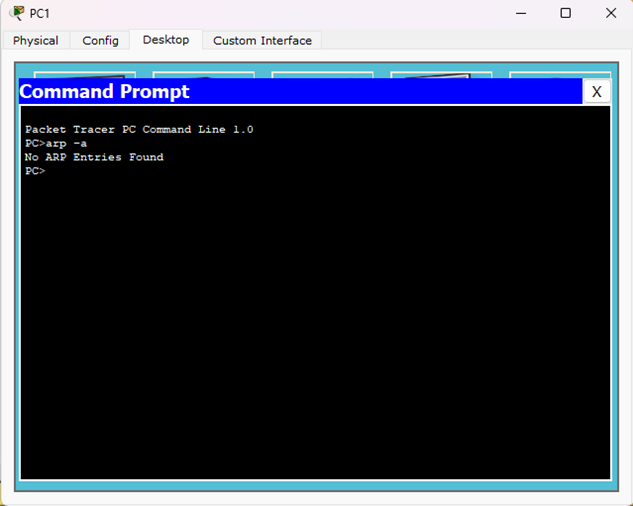 PC1
Physical Config Desktop Custom Interface
Command Prompt X
Packet Tracer PC Command Line 1.0
PC>arp -a
No ARP Entries Found
PC>